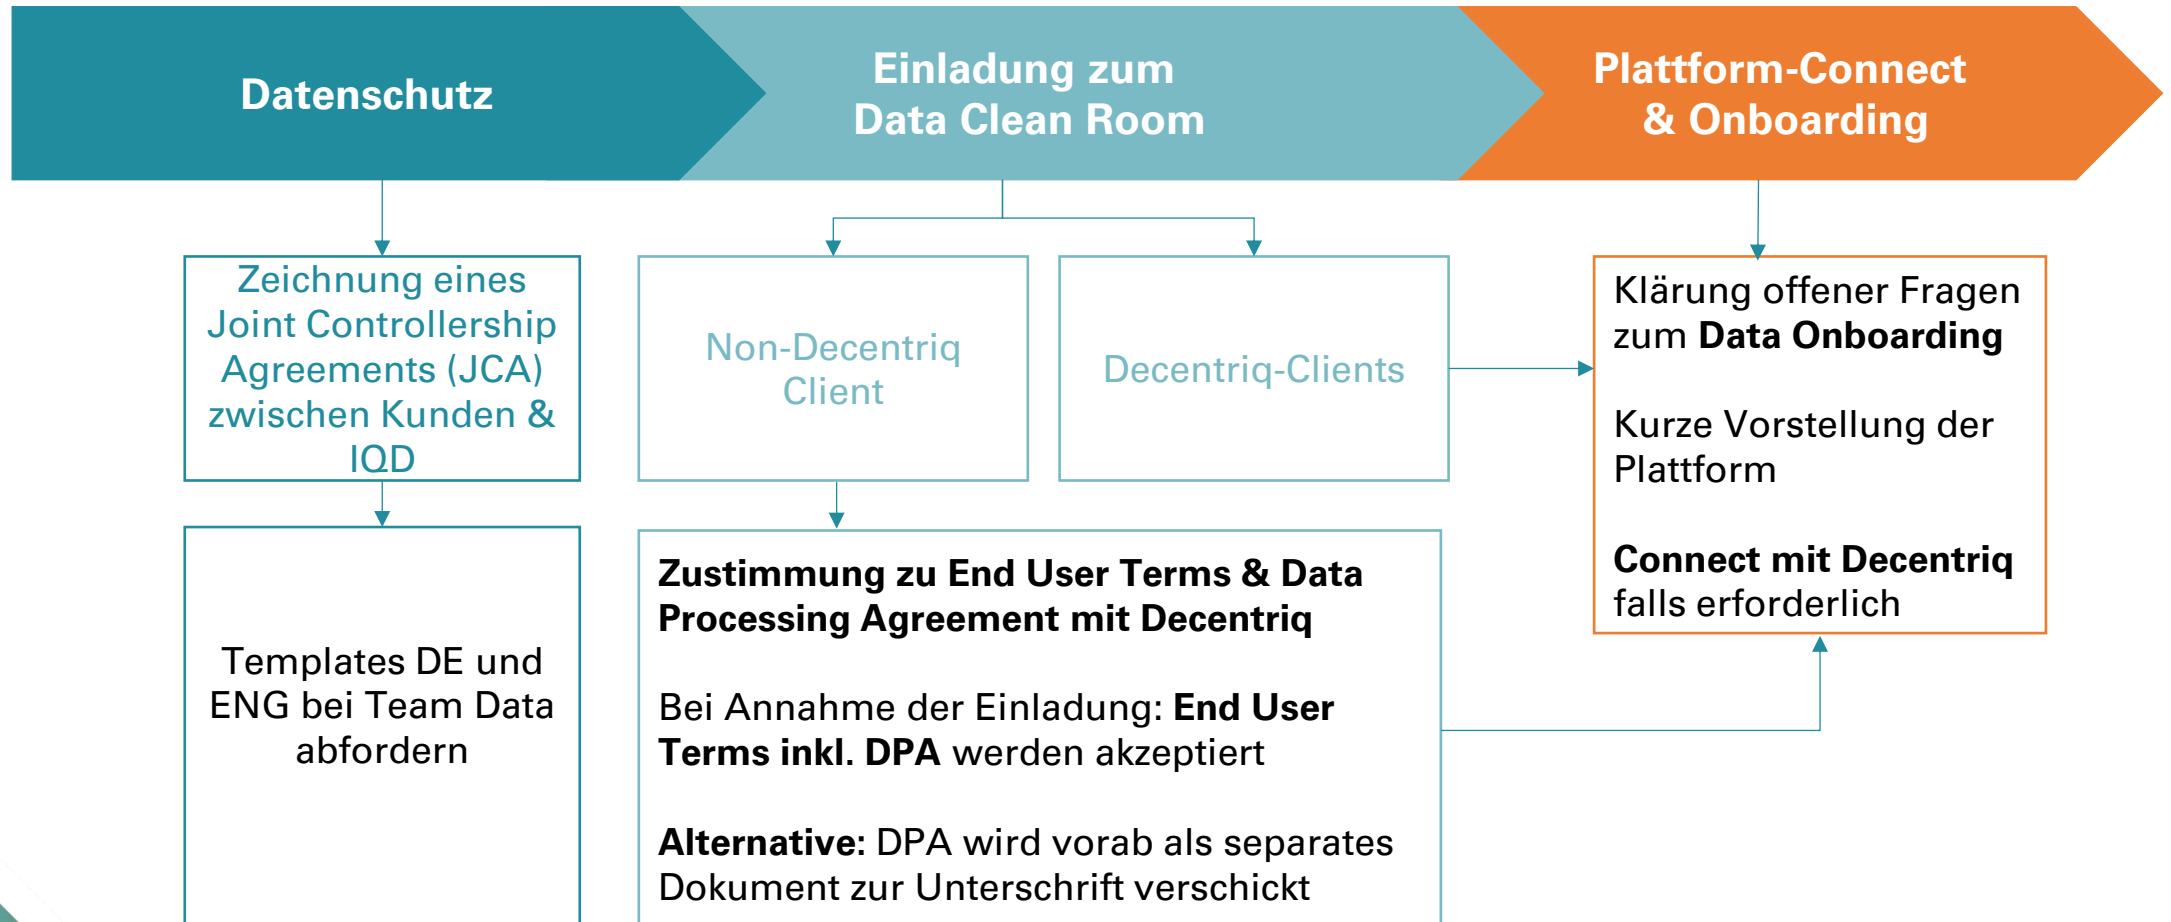 Datenschutz
Einladung zum
Data Clean Room
Plattform-Connect
& Onboarding
Zeichnung eines
Joint Controllership
Agreements (JCA)
zwischen Kunden &
IQD
Templates DE und
ENG bei Team Data
abfordern
Non-Decentriq
Client
Decentriq-Clients
Zustimmung zu End User Terms & Data
Processing Agreement mit Decentriq
Bei Annahme der Einladung: End User
Terms inkl. DPA werden akzeptiert
Alternative: DPA wird vorab als separates
Dokument zur Unterschrift verschickt
Klärung offener Fragen
zum Data Onboarding
Kurze Vorstellung der
Plattform
Connect mit Decentriq
falls erforderlich